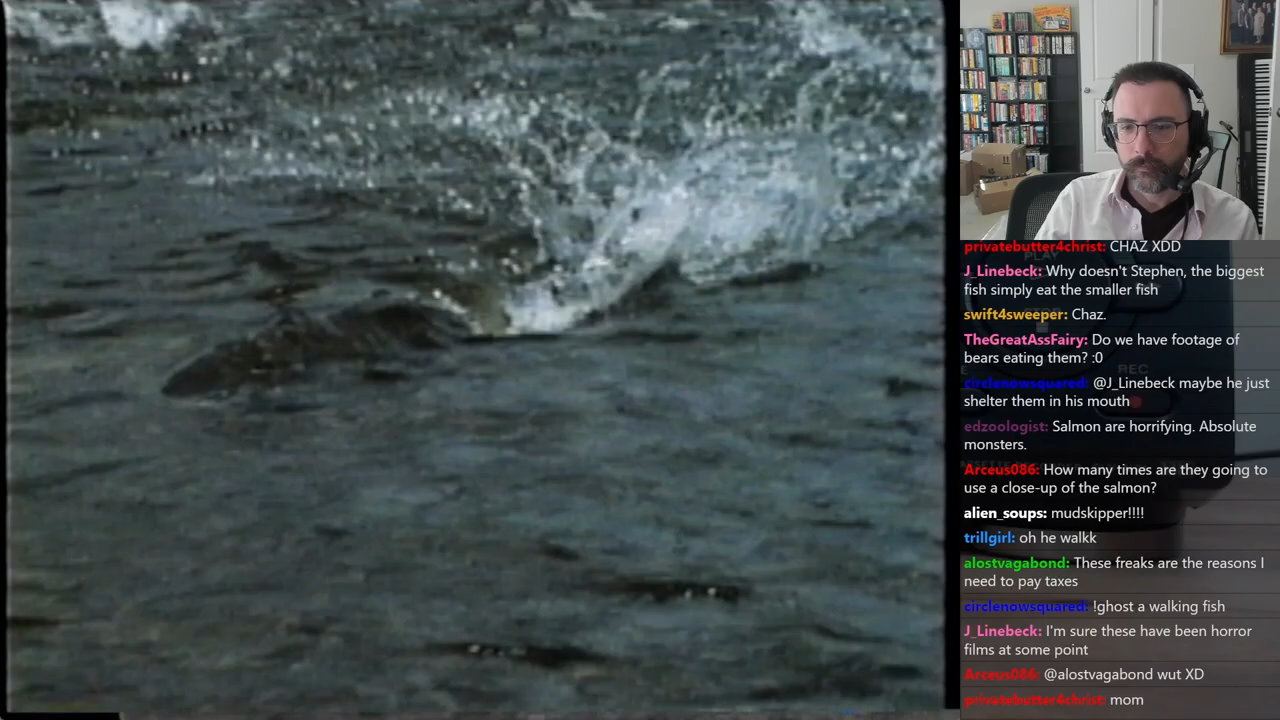 privatebutter4christ: CHAZ XDD
PLAY
J_Linebeck: Why doesn't Stephen, the biggest
fish simply eat the smaller fish
swift4sweeper: Chaz.
TheGreatAssFairy: Do we have footage of
bears eating them? :0
circlenowsquared: @J_Linebeck maybe he just
shelter them in his mouth
REC
edzoologist: Salmon are horrifying. Absolute
monsters.
Arceus086: How many times are they going to
use a close-up of the salmon?
alien_soups: mudskipper!!!!
trillgirl: oh he walkk
alostvagabond: These freaks are the reasons I
need to pay taxes
circlenowsquared: !ghost a walking fish
J_Linebeck: I'm sure these have been horror
films at some point
Arceus086: @alostvagabond wut XD
privatebutter4christ: mom